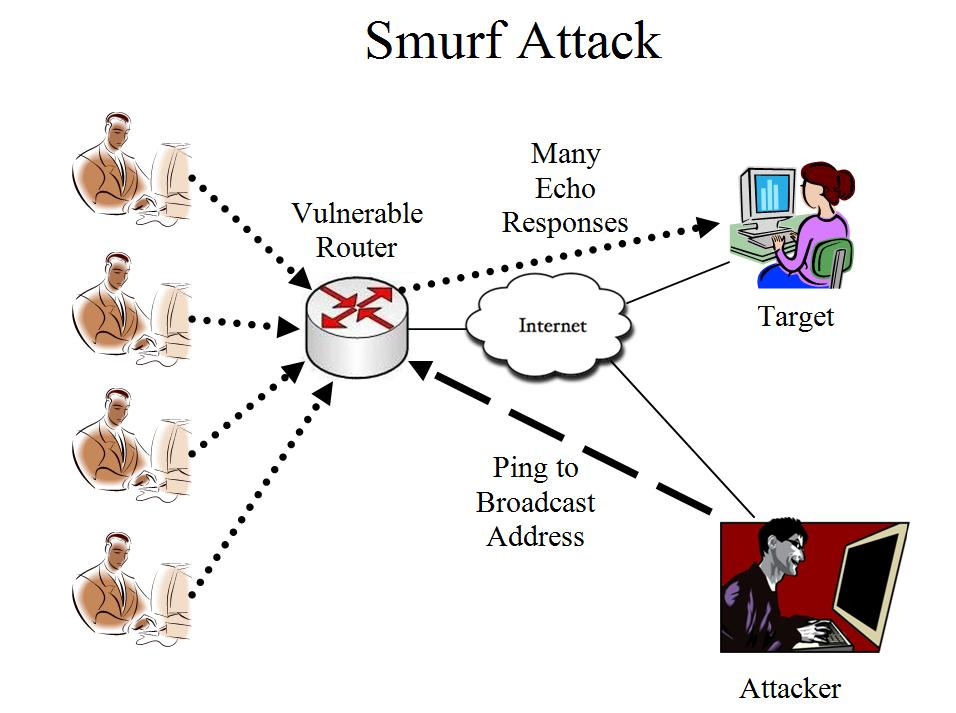 Smurf Attack
Many
Echo
Responses
Vulnerable
Router
Internet
Target
Ping to
Broadcast
Address
Attacker